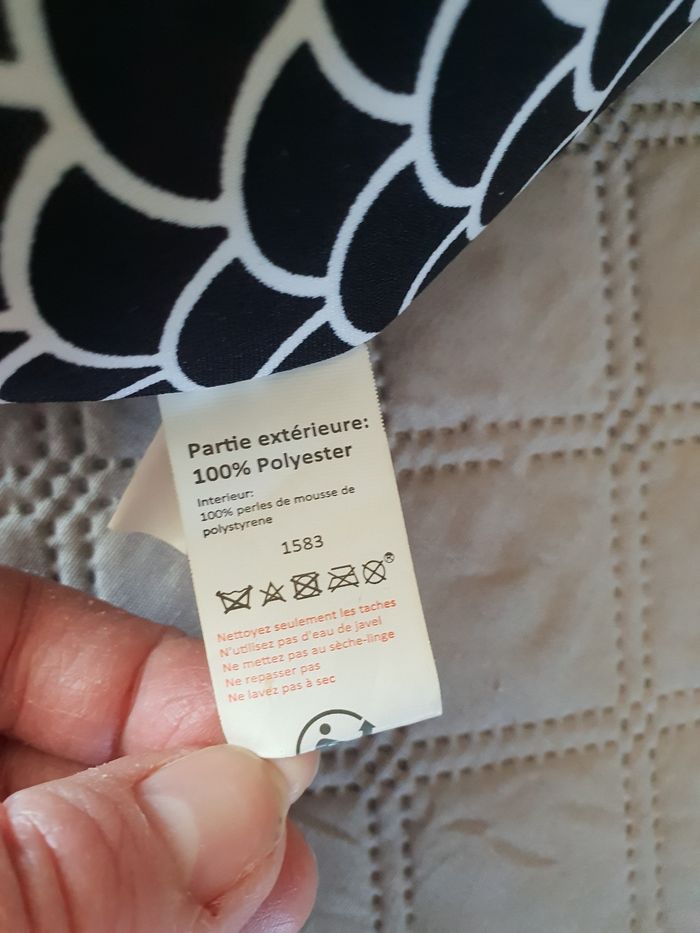 Partie extérieure:
100% Polyester
Interieur:
100% perles de mousse de
polystyrene
1583
®
Nettoyez seulement les taches
N'utilisez pas d'eau de javel
Ne mettez pas au sèche-linge
Ne repasser pas
Ne lavez pas à sec